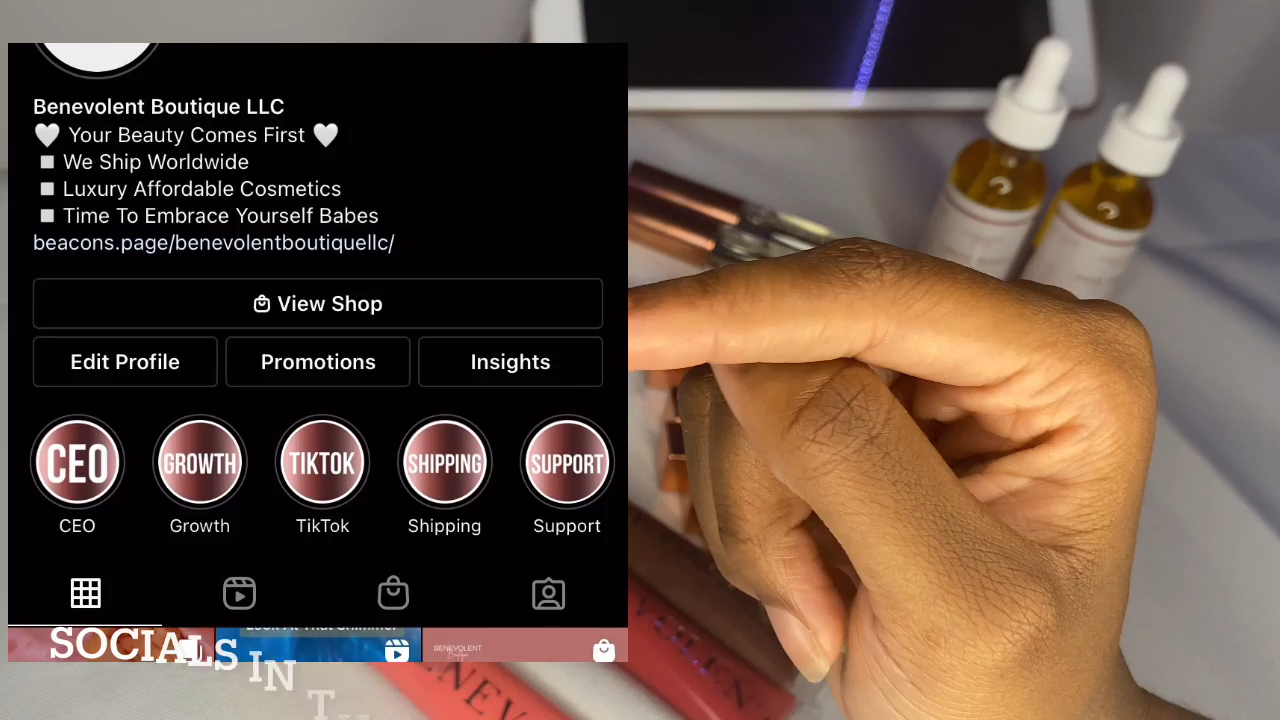 Benevolent Boutique LLC
🤍 Your Beauty Comes First 🤍
◽ We Ship Worldwide
◽ Luxury Affordable Cosmetics
◽ Time To Embrace Yourself Babes
beacons.page/benevolentboutiquellc/
View Shop
Edit Profile Promotions Insights
CEO GROWTH TIKTOK SHIPPING SUPPORT
CEO Growth TikTok Shipping Support
Look At That Shimmer
BENEVOLENT
Boutique
SOCIALS IN
BENEV